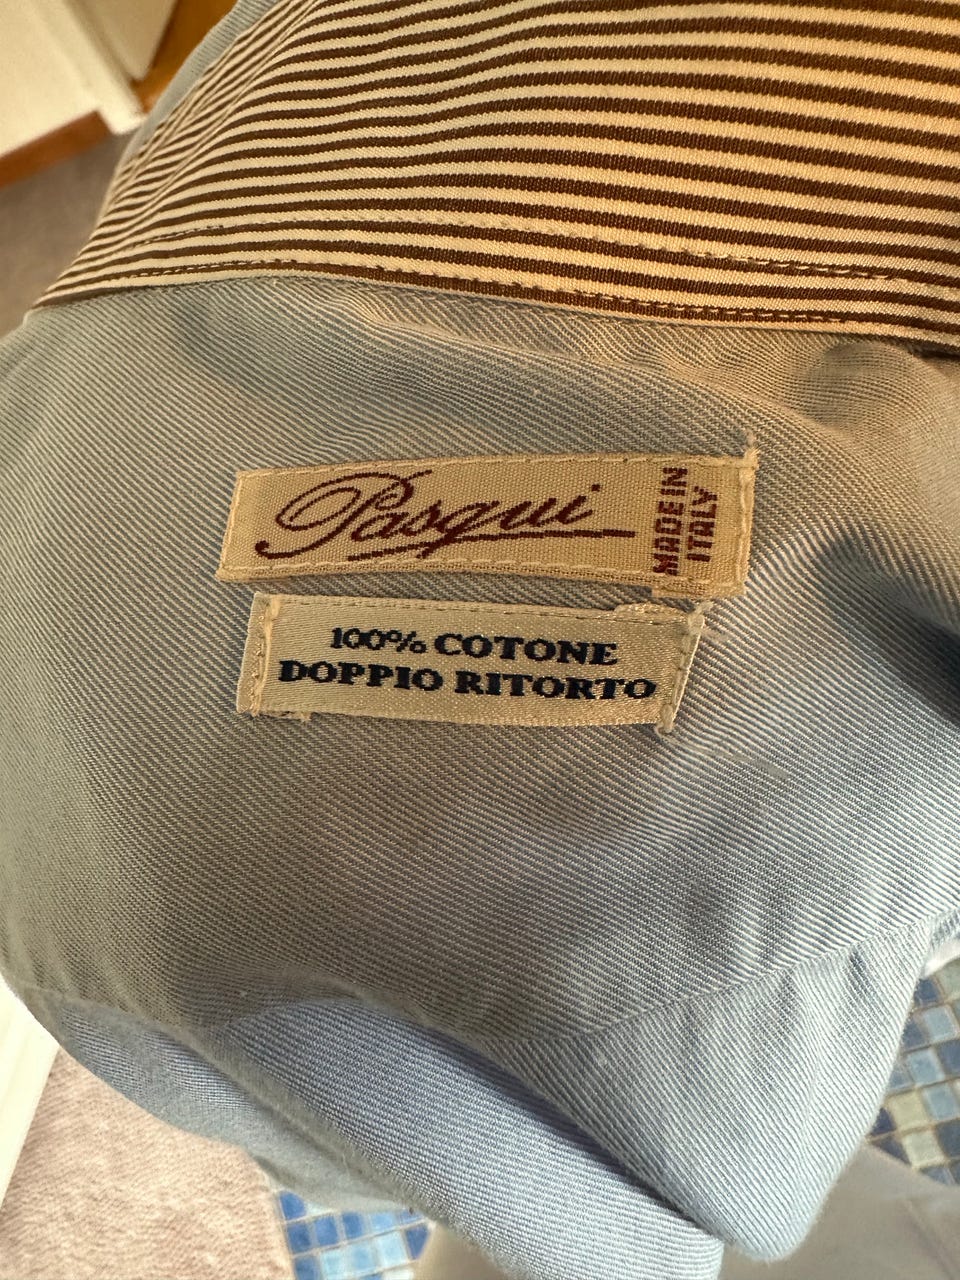 Pasqui
MADE IN
ITALY
100% COTONE
DOPPIO RITORTO